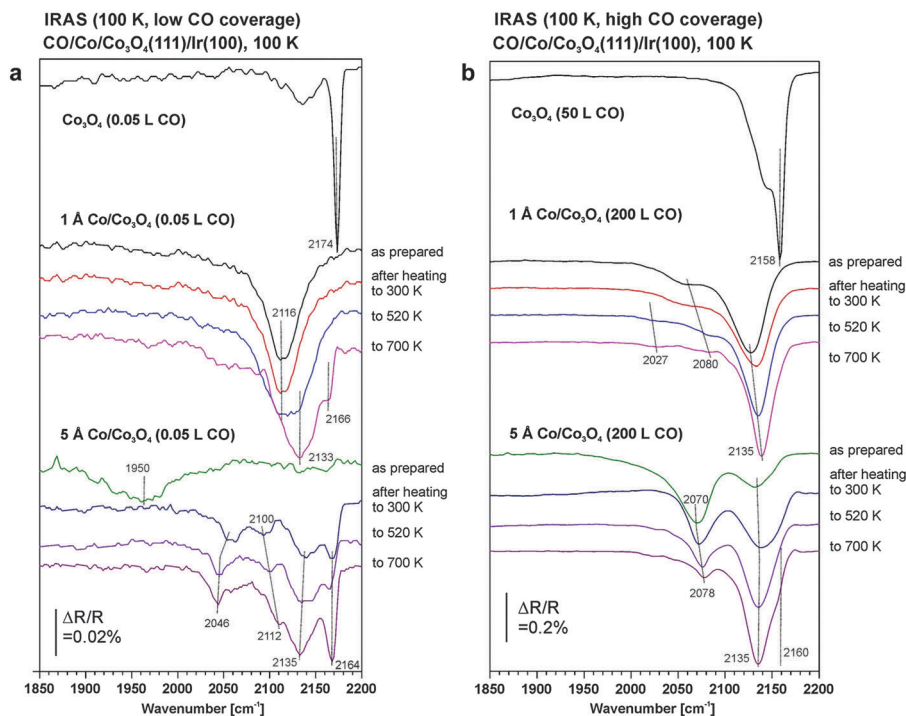 IRAS (100 K, low CO coverage)
CO/Co/Co₃O₄(111)/Ir(100), 100 K
a
Co₃O₄ (0.05 L CO)
2174
1 Å Co/Co₃O₄ (0.05 L CO)
as prepared
after heating
to 300 K
2116
to 520 K
to 700 K
2166
2133
5 Å Co/Co₃O₄ (0.05 L CO)
1950
as prepared
after heating
to 300 K
2100
to 520 K
to 700 K
2046
2112
2135
2164
ΔR/R
=0.02%
1850 1900 1950 2000 2050 2100 2150 2200
Wavenumber [cm⁻¹]
IRAS (100 K, high CO coverage)
CO/Co/Co₃O₄(111)/Ir(100), 100 K
b
Co₃O₄ (50 L CO)
1 Å Co/Co₃O₄ (200 L CO)
2158
as prepared
after heating
to 300 K
to 520 K
2027
2080
to 700 K
2135
5 Å Co/Co₃O₄ (200 L CO)
as prepared
after heating
2070
to 300 K
to 520 K
to 700 K
2078
ΔR/R
=0.2%
2135
2160
1850 1900 1950 2000 2050 2100 2150 2200
Wavenumber [cm⁻¹]